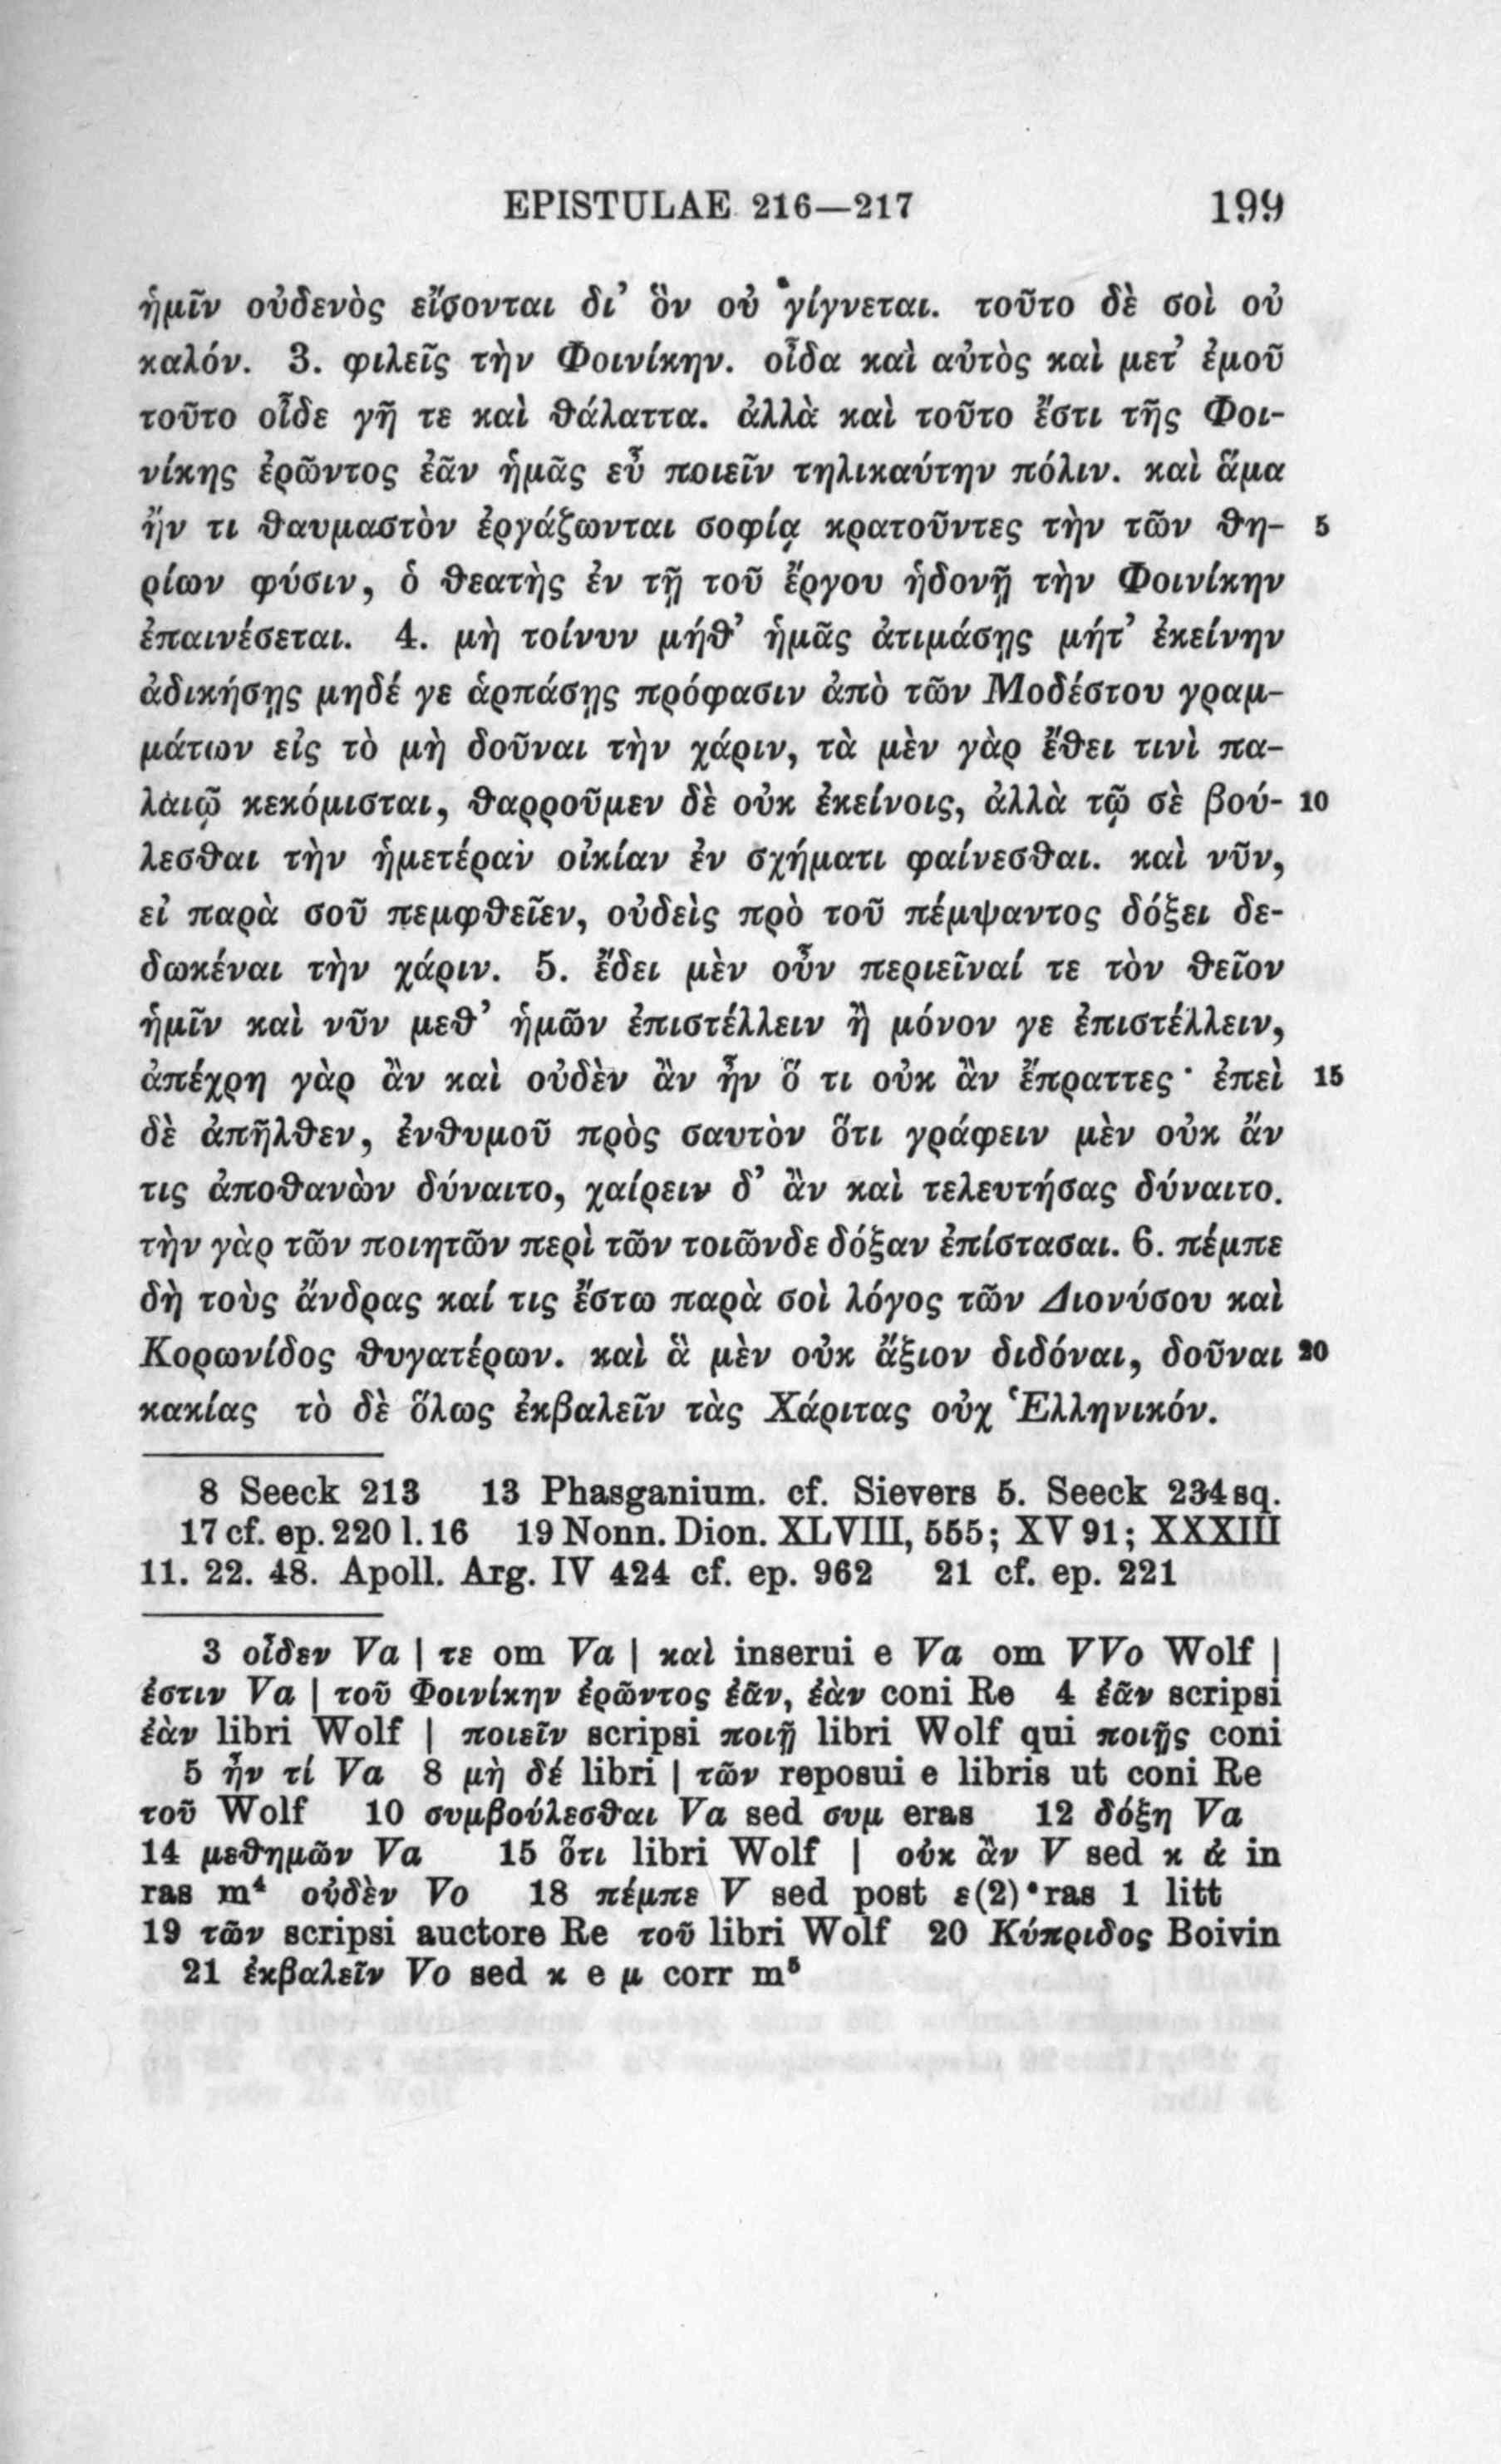 EPISTULAE 216—217 199
ἡμῖν οὐδενὸς εἴσονται δι’ ὃν οὐ γίγνεται. τοῦτο δὲ σοὶ οὐ
καλόν. 3. φιλεῖς τὴν Φοινίκην. οἶδα καὶ αὐτὸς καὶ μετ’ ἐμοῦ
τοῦτο οἶδε γῆ τε καὶ θάλαττα. ἀλλὰ καὶ τοῦτο ἔστι τῆς Φοι-
νίκης ἐρῶντος ἐᾶν ἡμᾶς εὖ ποιεῖν τηλικαύτην πόλιν. καὶ ἅμα
ἤν τι θαυμαστὸν ἐργάζωνται σοφίᾳ κρατοῦντες τὴν τῶν θη- 5
ρίων φύσιν, ὁ θεατὴς ἐν τῇ τοῦ ἔργου ἡδονῇ τὴν Φοινίκην
ἐπαινέσεται. 4. μὴ τοίνυν μήθ’ ἡμᾶς ἀτιμάσῃς μήτ’ ἐκείνην
ἀδικήσῃς μηδέ γε ἁρπάσῃς πρόφασιν ἀπὸ τῶν Μοδέστου γραμ-
μάτων εἰς τὸ μὴ δοῦναι τὴν χάριν, τὰ μὲν γὰρ ἔθει τινὶ πα-
λαιῷ κεκόμισται, θαρροῦμεν δὲ οὐκ ἐκείνοις, ἀλλὰ τῷ σὲ βού- 10
λεσθαι τὴν ἡμετέραν οἰκίαν ἐν σχήματι φαίνεσθαι. καὶ νῦν,
εἰ παρὰ σοῦ πεμφθεῖεν, οὐδεὶς πρὸ τοῦ πέμψαντος δόξει δε-
δωκέναι τὴν χάριν. 5. ἔδει μὲν οὖν περιεῖναί τε τὸν θεῖον
ἡμῖν καὶ νῦν μεθ’ ἡμῶν ἐπιστέλλειν ἢ μόνον γε ἐπιστέλλειν,
ἀπέχρη γὰρ ἂν καὶ οὐδὲν ἂν ἦν ὅ τι οὐκ ἂν ἔπραττες· ἐπεὶ 15
δὲ ἀπῆλθεν, ἐνθυμοῦ πρὸς σαυτὸν ὅτι γράφειν μὲν οὐκ ἄν
τις ἀποθανὼν δύναιτο, χαίρειν δ’ ἂν καὶ τελευτήσας δύναιτο.
τὴν γὰρ τῶν ποιητῶν περὶ τῶν τοιῶνδε δόξαν ἐπίστασαι. 6. πέμπε
δὴ τοὺς ἄνδρας καί τις ἔστω παρὰ σοὶ λόγος τῶν Διονύσου καὶ
Κορωνίδος θυγατέρων. καὶ ἃ μὲν οὐκ ἄξιον διδόναι, δοῦναι 20
κακίας τὸ δὲ ὅλως ἐκβαλεῖν τὰς Χάριτας οὐχ Ἑλληνικόν.
8 Seeck 213 13 Phasganium. cf. Sievers 5. Seeck 234 sq.
17 cf. ep. 220 l. 16 19 Nonn. Dion. XLVIII, 555; XV 91; XXXIII
11. 22. 48. Apoll. Arg. IV 424 cf. ep. 962 21 cf. ep. 221
3 οἶδεν Va | τε om Va | καὶ inserui e Va om VVo Wolf |
ἐστιν Va | τοῦ Φοινίκην ἐρῶντος ἐᾶν, ἐὰν coni Re 4 ἐᾶν scripsi
ἐὰν libri Wolf | ποιεῖν scripsi ποιῇ libri Wolf qui ποιῇς coni
5 ἦν τί Va 8 μὴ δέ libri | τῶν reposui e libris ut coni Re
τοῦ Wolf 10 συμβούλεσθαι Va sed συμ eras 12 δόξη Va
14 μεθημῶν Va 15 ὅτι libri Wolf | οὐκ ἂν V sed κ ἀ in
ras m⁴ οὐδὲν Vo 18 πέμπε V sed post ε(2)·ras 1 litt
19 τῶν scripsi auctore Re τοῦ libri Wolf 20 Κύπριδος Boivin
21 ἐκβαλεῖν Vo sed κ e μ corr m⁵